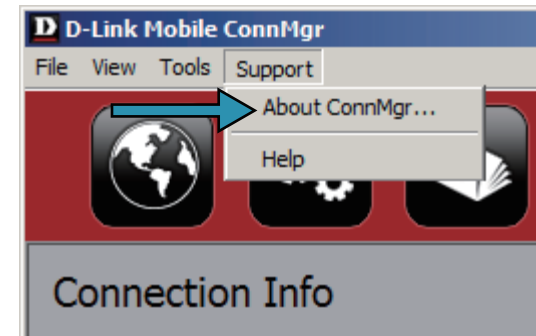 D D-Link Mobile ConnMgr
File View Tools Support
About ConnMgr...
Help
Connection Info